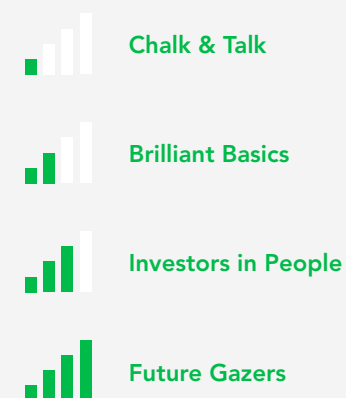 Chalk & Talk
Brilliant Basics
Investors in People
Future Gazers